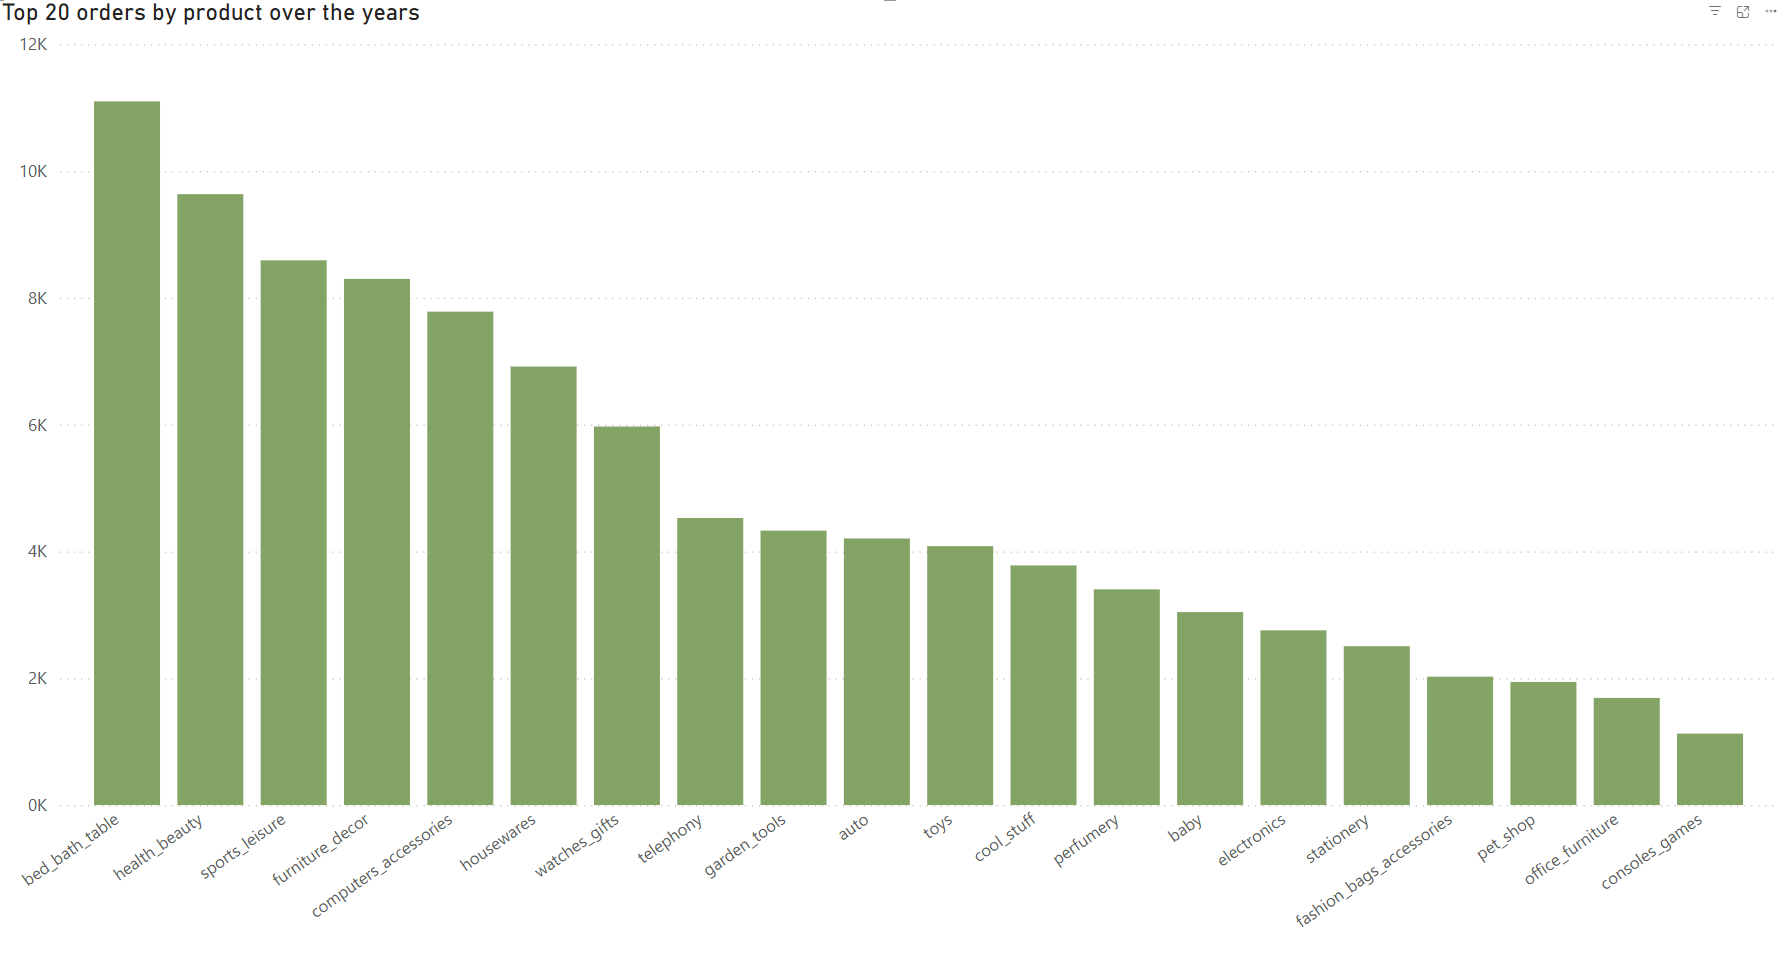 Top 20 orders by product over the years
12K
10K
8K
6K
4K
2K
0K
bed_bath_table
health_beauty
sports_leisure
furniture_decor
computers_accessories
housewares
watches_gifts
telephony
garden_tools
auto
toys
cool_stuff
perfumery
baby
electronics
stationery
fashion_bags_accessories
pet_shop
office_furniture
consoles_games